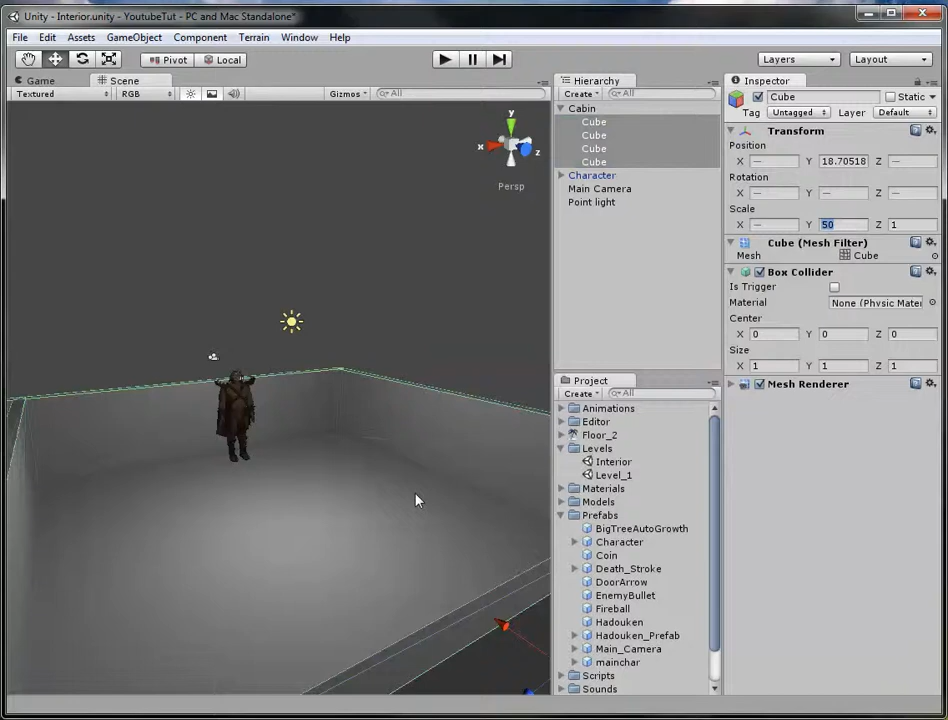 Unity - Interior.unity - YoutubeTut - PC and Mac Standalone*
File Edit Assets GameObject Component Terrain Window Help
Pivot Local Layers Layout
Game Scene
Textured RGB Gizmos All
Persp
x y z
Hierarchy
Create All
Cabin
Cube
Cube
Cube
Cube
Character
Main Camera
Point light
Project
Create All
Animations
Editor
Floor_2
Levels
Interior
Level_1
Materials
Models
Prefabs
BigTreeAutoGrowth
Character
Coin
Death_Stroke
DoorArrow
EnemyBullet
Fireball
Hadouken
Hadouken_Prefab
Main_Camera
mainchar
Scripts
Sounds
Inspector
Cube Static
Tag Untagged Layer Default
Transform
Position
X — Y 18.70518 Z —
Rotation
X — Y — Z —
Scale
X — Y 50 Z 1
Cube (Mesh Filter)
Mesh Cube
Box Collider
Is Trigger
Material None (Physic Mater
Center
X 0 Y 0 Z 0
Size
X 1 Y 1 Z 1
Mesh Renderer